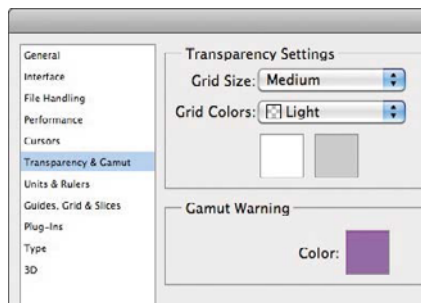 General
Interface
File Handling
Performance
Cursors
Transparency & Gamut
Units & Rulers
Guides, Grid & Slices
Plug-Ins
Type
3D
Transparency Settings
Grid Size: Medium
Grid Colors: Light
Gamut Warning
Color: